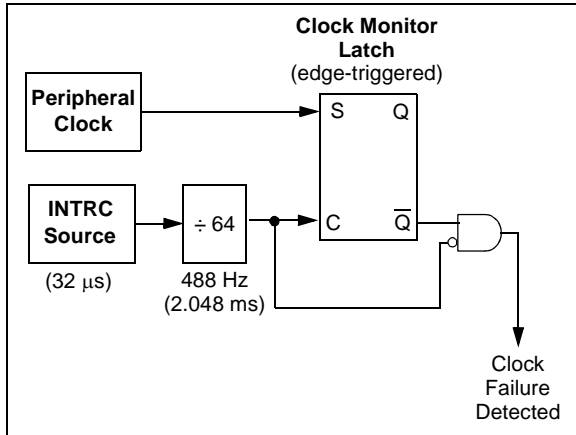 Clock Monitor
Latch
(edge-triggered)
Peripheral
Clock
S Q
INTRC
Source
÷ 64
C Q̅
(32 μs)
488 Hz
(2.048 ms)
Clock
Failure
Detected